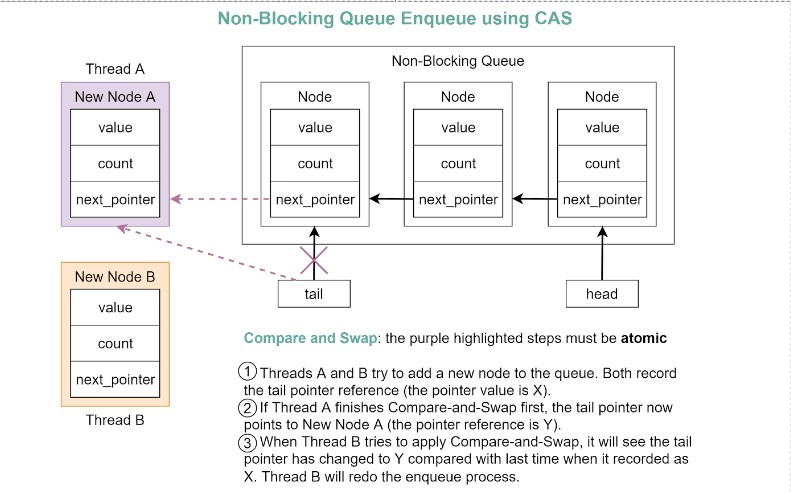 Non-Blocking Queue Enqueue using CAS
Non-Blocking Queue
Thread A
New Node A
value
count
next_pointer
Node
value
count
next_pointer
Node
value
count
next_pointer
Node
value
count
next_pointer
New Node B
value
count
next_pointer
Thread B
tail
head
Compare and Swap: the purple highlighted steps must be atomic
1 Threads A and B try to add a new node to the queue. Both record
the tail pointer reference (the pointer value is X).
2 If Thread A finishes Compare-and-Swap first, the tail pointer now
points to New Node A (the pointer reference is Y).
3 When Thread B tries to apply Compare-and-Swap, it will see the tail
pointer has changed to Y compared with last time when it recorded as
X. Thread B will redo the enqueue process.